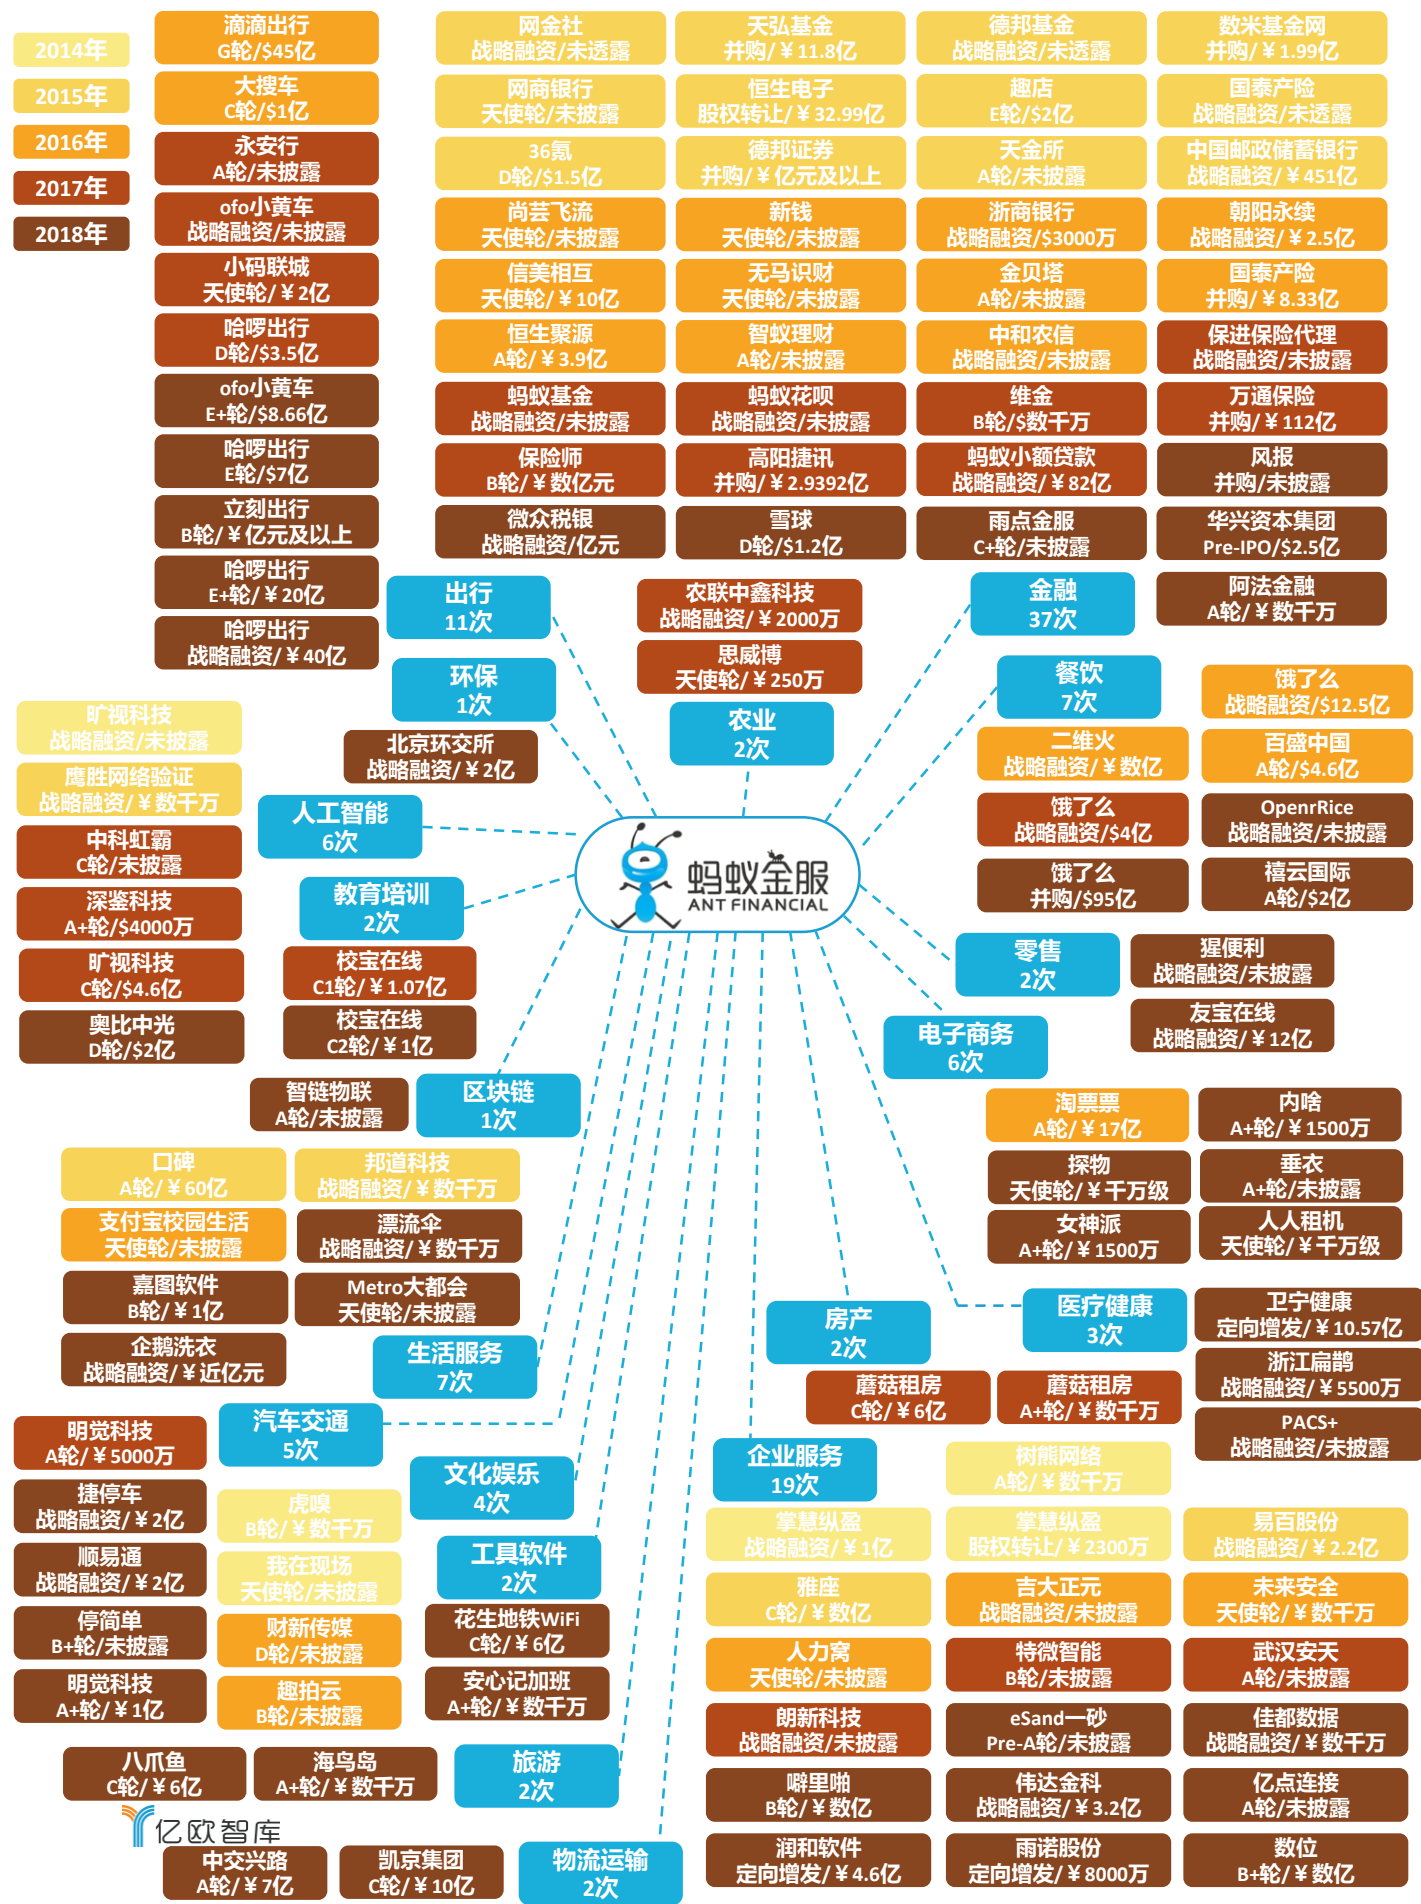 2014年
2015年
2016年
2017年
2018年
滴滴出行
G轮/$45亿
大搜车
C轮/$1亿
永安行
A轮/未披露
ofo小黄车
战略融资/未披露
小码联城
天使轮/￥2亿
哈啰出行
D轮/$3.5亿
ofo小黄车
E+轮/$8.66亿
哈啰出行
E轮/$7亿
立刻出行
B轮/￥亿元及以上
哈啰出行
E+轮/￥20亿
哈啰出行
战略融资/￥40亿
网金社
战略融资/未透露
天弘基金
并购/￥11.8亿
德邦基金
战略融资/未透露
数米基金网
并购/￥1.99亿
网商银行
天使轮/未披露
恒生电子
股权转让/￥32.99亿
趣店
E轮/$2亿
国泰产险
战略融资/未透露
36氪
D轮/$1.5亿
德邦证券
并购/￥亿元及以上
天金所
A轮/未披露
中国邮政储蓄银行
战略融资/￥451亿
尚芸飞流
天使轮/未披露
新钱
天使轮/未披露
浙商银行
战略融资/$3000万
朝阳永续
战略融资/￥2.5亿
信美相互
天使轮/￥10亿
无马识财
天使轮/未披露
金贝塔
A轮/未披露
国泰产险
并购/￥8.33亿
恒生聚源
A轮/￥3.9亿
智蚁理财
A轮/未披露
中和农信
战略融资/未披露
保进保险代理
战略融资/未披露
蚂蚁基金
战略融资/未披露
蚂蚁花呗
战略融资/未披露
维金
B轮/$数千万
万通保险
并购/￥112亿
保险师
B轮/￥数亿元
高阳捷讯
并购/￥2.9392亿
蚂蚁小额贷款
战略融资/￥82亿
风报
并购/未披露
微众税银
战略融资/亿元
雪球
D轮/$1.2亿
雨点金服
C+轮/未披露
华兴资本集团
Pre-IPO/$2.5亿
阿法金融
A轮/￥数千万
出行
11次
农联中鑫科技
战略融资/￥2000万
思威博
天使轮/￥250万
金融
37次
环保
1次
北京环交所
战略融资/￥2亿
农业
2次
餐饮
7次
饿了么
战略融资/$12.5亿
二维火
战略融资/￥数亿
百盛中国
A轮/$4.6亿
饿了么
战略融资/$4亿
OpenrRice
战略融资/未披露
饿了么
并购/$95亿
禧云国际
A轮/$2亿
旷视科技
战略融资/未披露
鹰胜网络验证
战略融资/￥数千万
中科虹霸
C轮/未披露
深鉴科技
A+轮/$4000万
旷视科技
C轮/$4.6亿
奥比中光
D轮/$2亿
人工智能
6次
蚂蚁金服
ANT FINANCIAL
教育培训
2次
校宝在线
C1轮/￥1.07亿
校宝在线
C2轮/￥1亿
零售
2次
猩便利
战略融资/未披露
友宝在线
战略融资/￥12亿
电子商务
6次
智链物联
A轮/未披露
区块链
1次
淘票票
A轮/￥17亿
内啥
A+轮/￥1500万
探物
天使轮/￥千万级
垂衣
A+轮/未披露
女神派
A+轮/￥1500万
人人租机
天使轮/￥千万级
口碑
A轮/￥60亿
邦道科技
战略融资/￥数千万
支付宝校园生活
天使轮/未披露
漂流伞
战略融资/￥数千万
嘉图软件
B轮/￥1亿
Metro大都会
天使轮/未披露
企鹅洗衣
战略融资/￥近亿元
生活服务
7次
房产
2次
蘑菇租房
C轮/￥6亿
蘑菇租房
A+轮/￥数千万
医疗健康
3次
卫宁健康
定向增发/￥10.57亿
浙江扁鹊
战略融资/￥5500万
PACS+
战略融资/未披露
汽车交通
5次
明觉科技
A轮/￥5000万
捷停车
战略融资/￥2亿
顺易通
战略融资/￥2亿
停简单
B+轮/未披露
明觉科技
A+轮/￥1亿
文化娱乐
4次
虎嗅
B轮/￥数千万
我在现场
天使轮/未披露
财新传媒
D轮/未披露
趣拍云
B轮/未披露
工具软件
2次
花生地铁WiFi
C轮/￥6亿
安心记加班
A+轮/￥数千万
企业服务
19次
树熊网络
A轮/￥数千万
掌慧纵盈
战略融资/￥1亿
掌慧纵盈
股权转让/￥2300万
易百股份
战略融资/￥2.2亿
雅座
C轮/￥数亿
吉大正元
战略融资/未披露
未来安全
天使轮/￥数千万
人力窝
天使轮/未披露
特微智能
B轮/未披露
武汉安天
A轮/未披露
朗新科技
战略融资/未披露
eSand一砂
Pre-A轮/未披露
佳都数据
战略融资/￥数千万
噼里啪
B轮/￥数亿
伟达金科
战略融资/￥3.2亿
亿点连接
A轮/未披露
润和软件
定向增发/￥4.6亿
雨诺股份
定向增发/￥8000万
数位
B+轮/￥数亿
八爪鱼
C轮/￥6亿
海鸟岛
A+轮/￥数千万
旅游
2次
亿欧智库
中交兴路
A轮/￥7亿
凯京集团
C轮/￥10亿
物流运输
2次